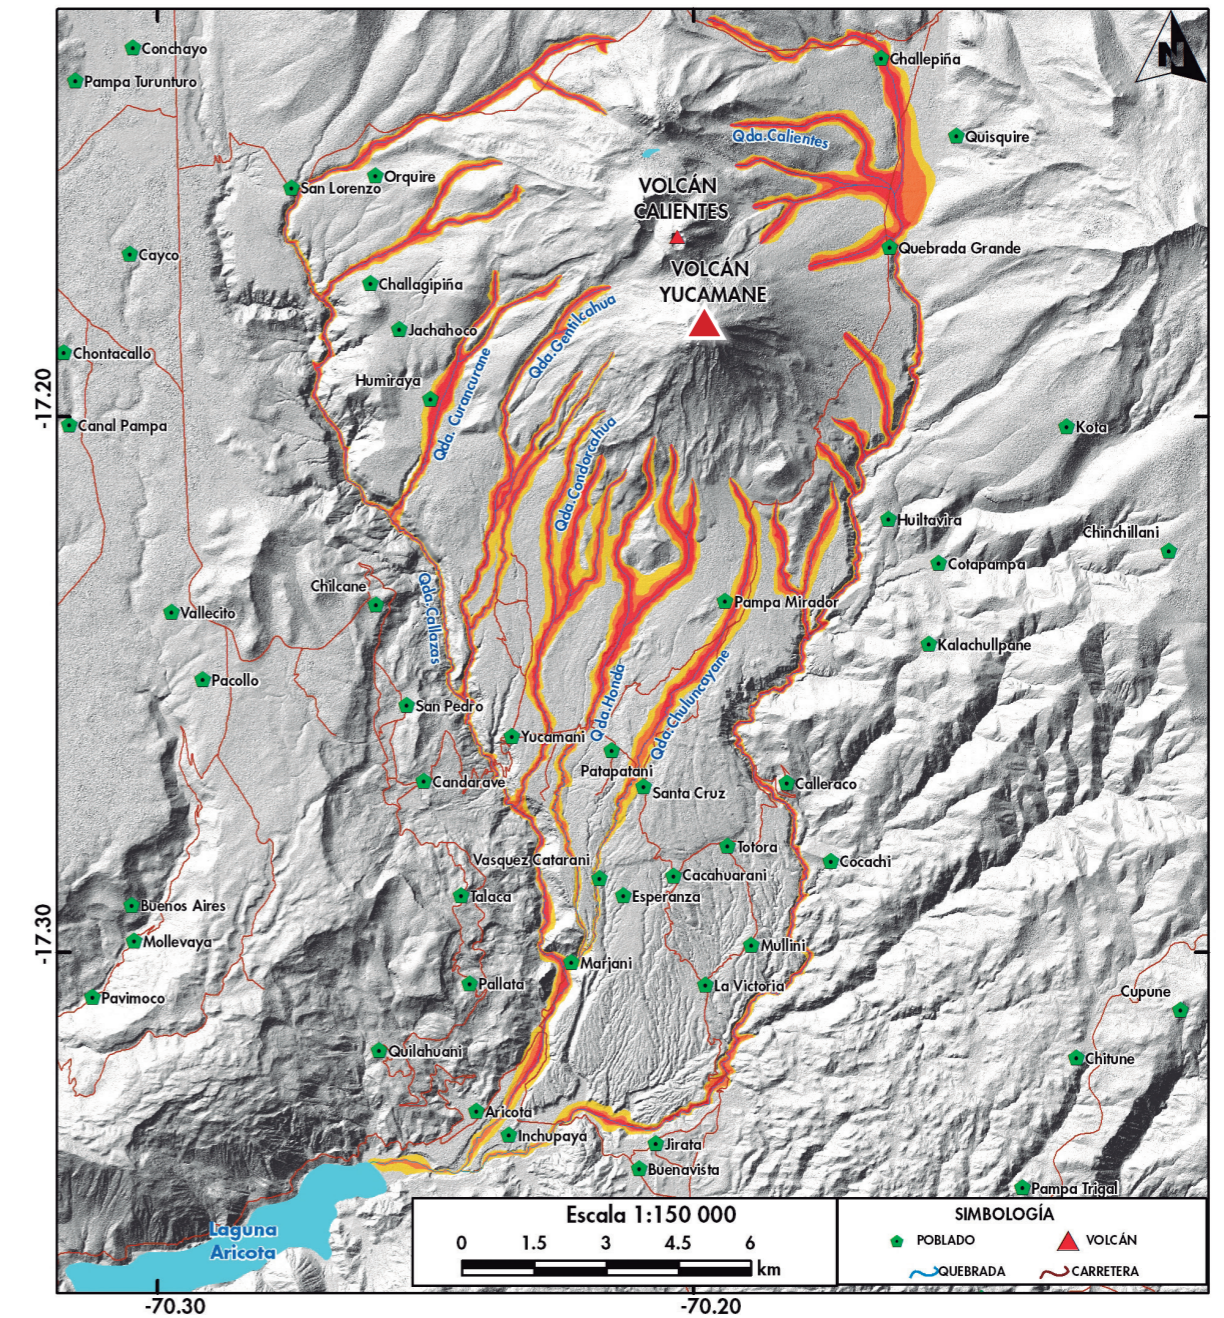 Conchayo
N
Challepiña
Pampa Turunturo
Qda.Calientes
Quisquire
San Lorenzo
Orquire
VOLCÁN
CALIENTES
Cayco
Quebrada Grande
VOLCÁN
YUCAMANE
Challagipiña
Jachahoco
Qda.Gentilcahua
Chontacallo
Humiraya
Qda. Curancurane
-17.20
Canal Pampa
Kota
Qda.Condorcahua
Huiltavira
Chinchillani
Cotapampa
Chilcane
Qda.Callazas
Vallecito
Pampa Mirador
Kalachullpane
Pacollo
San Pedro
Qda.Honda
Qda.Chuluncayane
Yucamani
Patapatani
Candarave
Santa Cruz
Calleraco
Totora
Vasquez Catarani
Cocachi
Cacahuarani
Talaca
Esperanza
Buenos Aires
-17.30
Mollevaya
Mullini
Marjani
Pallata
La Victoria
Pavimoco
Cupune
Quilahuani
Chitune
Aricota
Inchupaya
Jirata
Buenavista
Pampa Trigal
Laguna
Aricota
Escala 1:150 000
0 1.5 3 4.5 6
km
SIMBOLOGÍA
POBLADO
VOLCÁN
QUEBRADA
CARRETERA
-70.30
-70.20